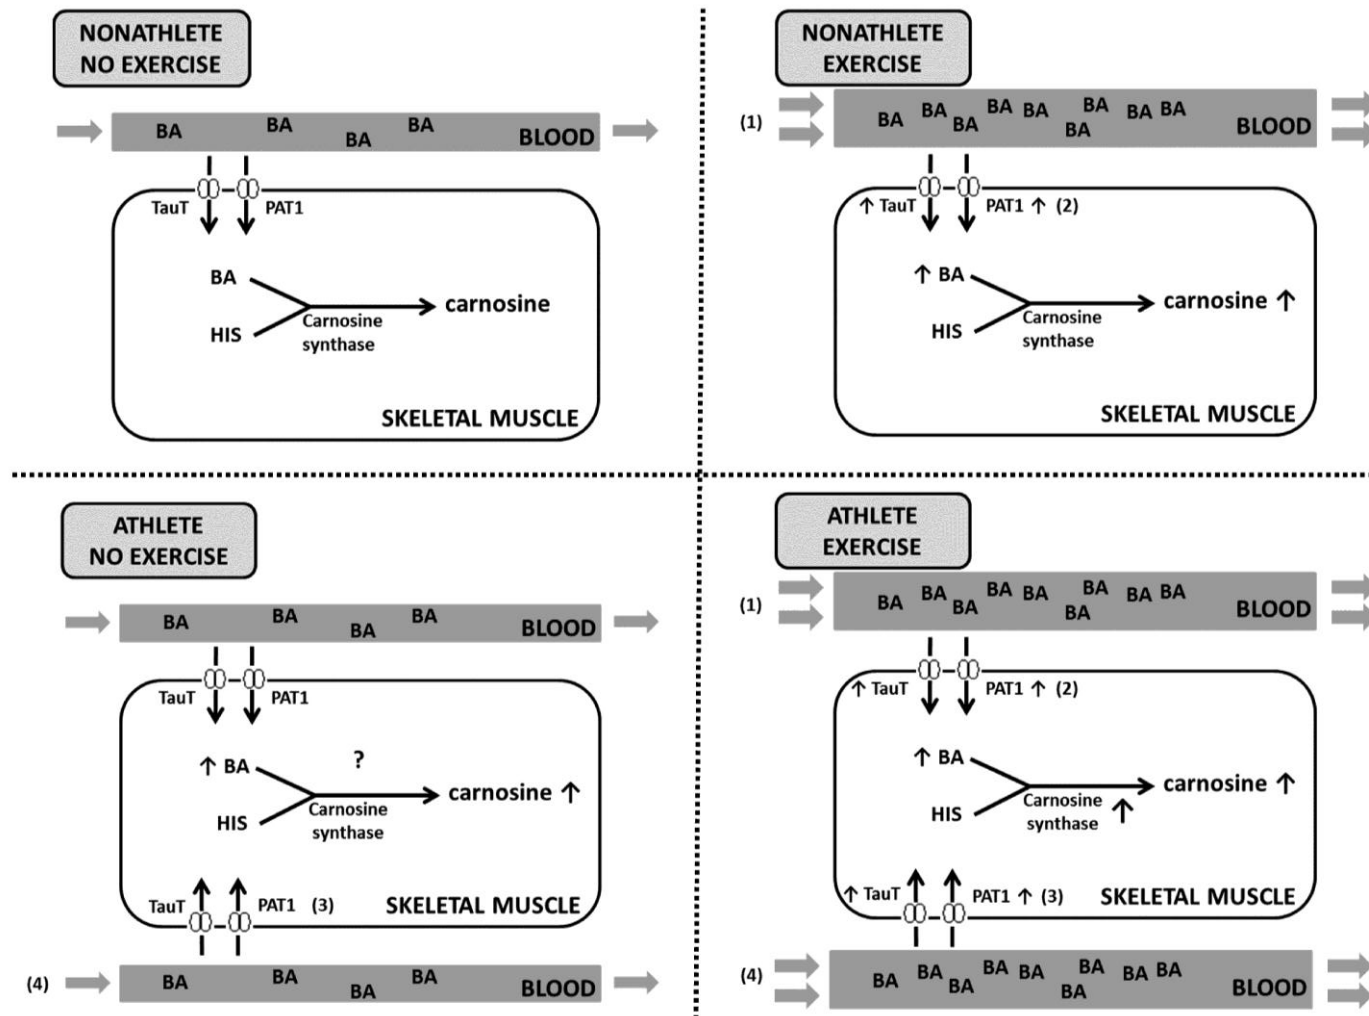 NONATHLETE
NO EXERCISE
BA BA BA BA BLOOD
TauT PAT1
BA
carnosine
HIS Carnosine
synthase
SKELETAL MUSCLE
NONATHLETE
EXERCISE
(1) BA BA BA BA BA BA BA BA BA BLOOD
↑ TauT PAT1 ↑ (2)
↑ BA
carnosine ↑
HIS Carnosine
synthase
SKELETAL MUSCLE
ATHLETE
NO EXERCISE
BA BA BA BA BLOOD
TauT PAT1
?
↑ BA
carnosine ↑
HIS Carnosine
synthase
TauT PAT1 (3) SKELETAL MUSCLE
(4) BA BA BA BA BLOOD
ATHLETE
EXERCISE
(1) BA BA BA BA BA BA BA BA BA BLOOD
↑ TauT PAT1 ↑ (2)
↑ BA
carnosine ↑
HIS Carnosine
synthase ↑
↑ TauT PAT1 ↑ (3) SKELETAL MUSCLE
(4) BA BA BA BA BA BA BA BA BA BLOOD